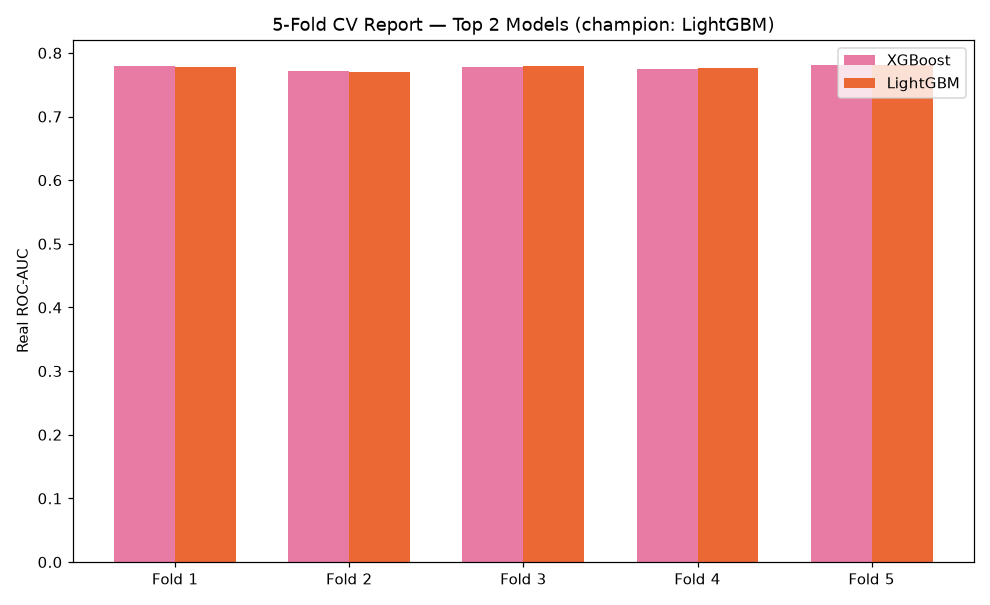 5-Fold CV Report — Top 2 Models (champion: LightGBM)
XGBoost
LightGBM
Real ROC-AUC
0.8
0.7
0.6
0.5
0.4
0.3
0.2
0.1
0.0
Fold 1
Fold 2
Fold 3
Fold 4
Fold 5